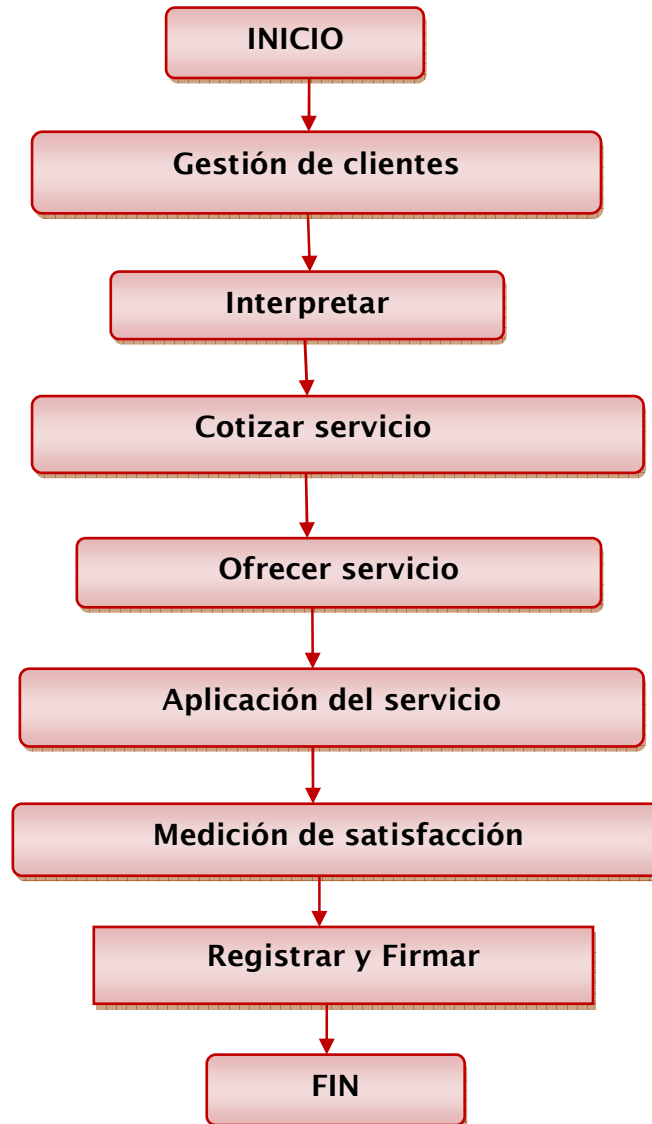 INICIO
Gestión de clientes
Interpretar
Cotizar servicio
Ofrecer servicio
Aplicación del servicio
Medición de satisfacción
Registrar y Firmar
FIN